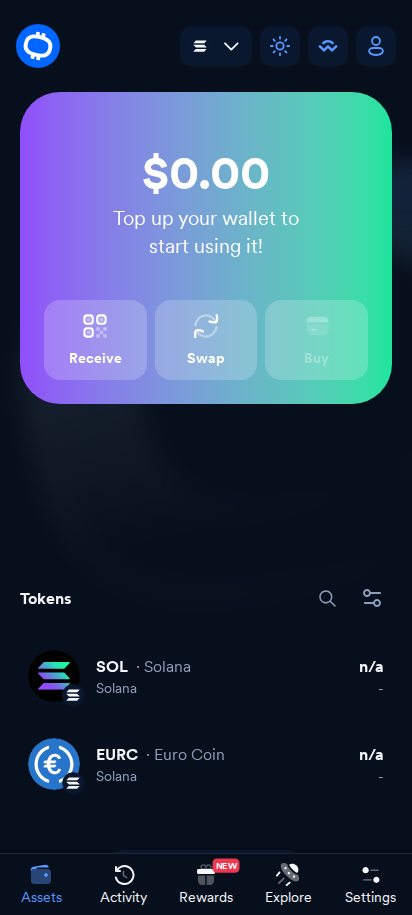 $0.00
Top up your wallet to
start using it!
Receive
Swap
Buy
Tokens
SOL · Solana
n/a
Solana
-
EURC · Euro Coin
n/a
Solana
-
NEW
Assets
Activity
Rewards
Explore
Settings